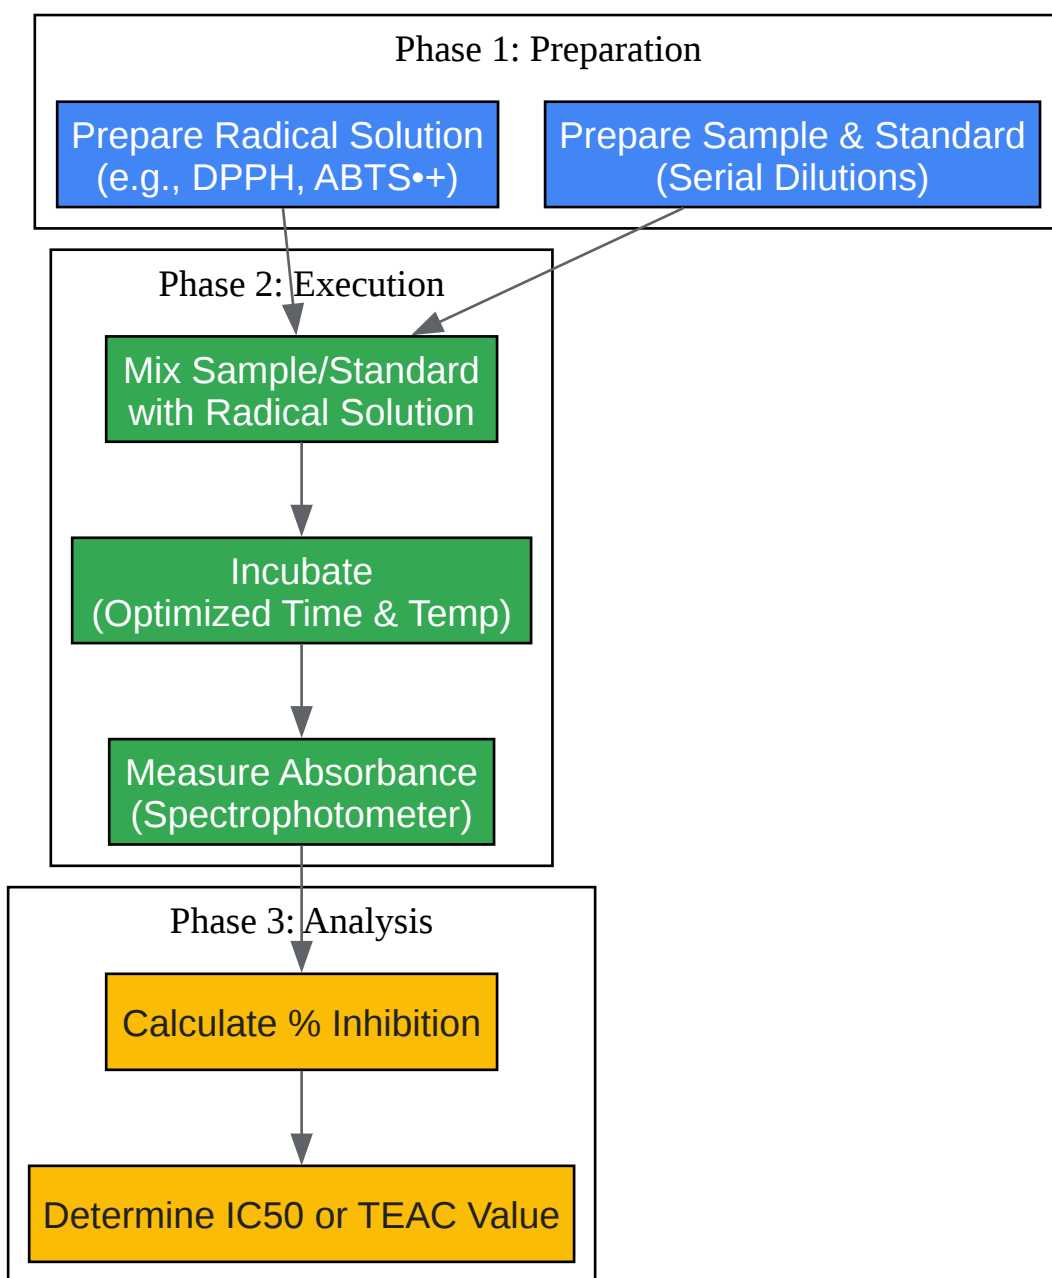 Phase 1: Preparation
Prepare Radical Solution
(e.g., DPPH, ABTS•+)
Prepare Sample & Standard
(Serial Dilutions)
Phase 2: Execution
Mix Sample/Standard
with Radical Solution
Incubate
(Optimized Time & Temp)
Measure Absorbance
(Spectrophotometer)
Phase 3: Analysis
Calculate % Inhibition
Determine IC50 or TEAC Value